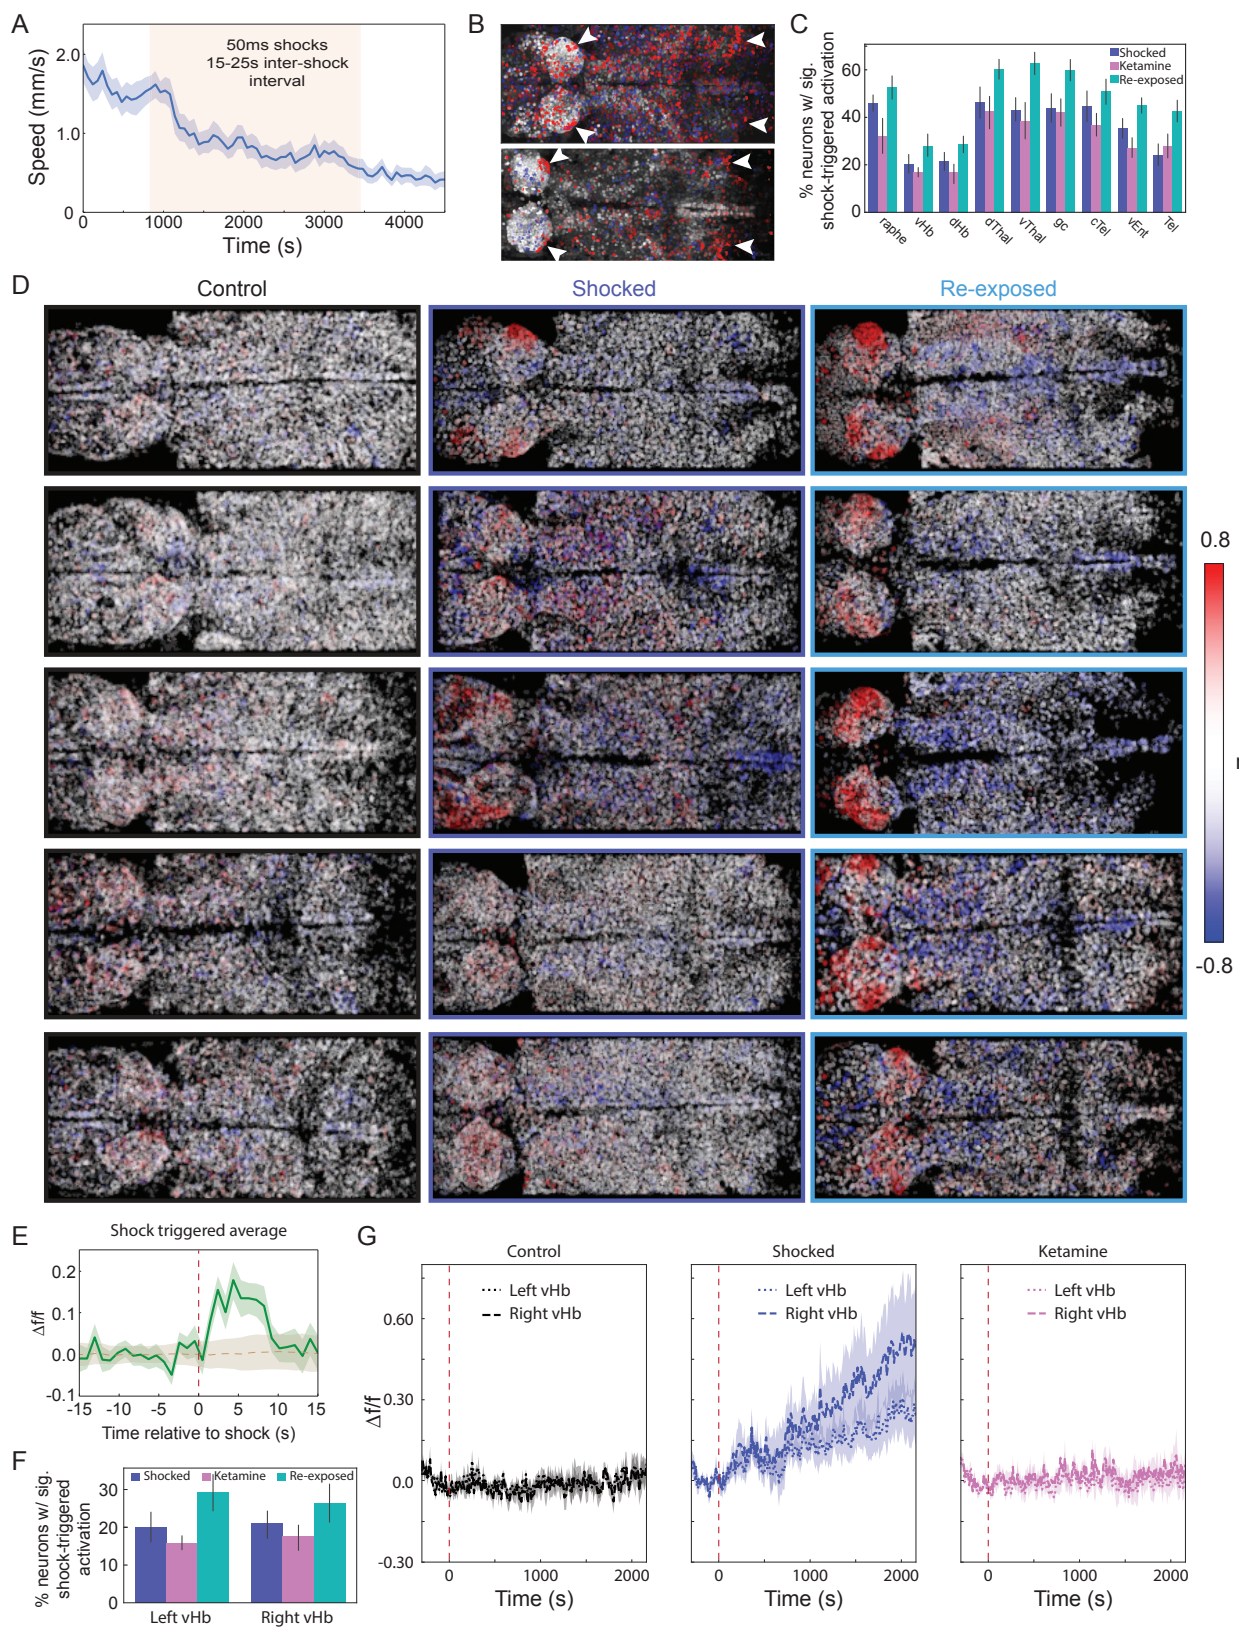 A
Speed (mm/s)
2.0
1.0
0
50ms shocks
15-25s inter-shock
interval
0
1000
2000
3000
4000
Time (s)
B
C
% neurons w/ sig.
shock-triggered activation
60
40
20
0
Shocked
Ketamine
Re-exposed
raphe
vHb
dHb
dThal
vThal
gc
cTel
vEnt
Tel
D
Control
Shocked
Re-exposed
0.8
r
-0.8
E
Shock triggered average
Δf/f
0.2
0.1
0.0
-0.1
-15
-10
-5
0
5
10
15
Time relative to shock (s)
F
% neurons w/ sig.
shock-triggered
activation
30
20
10
0
Shocked
Ketamine
Re-exposed
Left vHb
Right vHb
G
Control
Left vHb
Right vHb
Δf/f
0.60
0.30
0.0
-0.30
0
1000
2000
Time (s)
Shocked
Left vHb
Right vHb
0
1000
2000
Time (s)
Ketamine
Left vHb
Right vHb
0
1000
2000
Time (s)